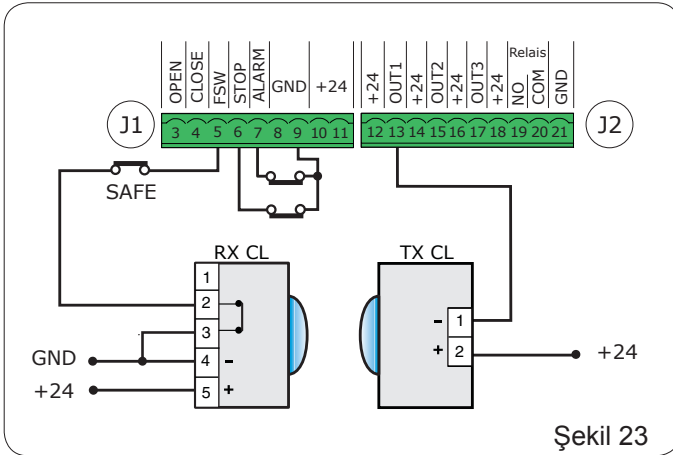 Relais
OPEN CLOSE FSW STOP ALARM GND +24 +24 OUT1 +24 OUT2 +24 OUT3 +24 NO COM GND
J1 3 4 5 6 7 8 9 10 11 12 13 14 15 16 17 18 19 20 21 J2
SAFE
RX CL TX CL
1
2
3
GND 4 -
+24 5 +
- 1
+ 2 +24
Şekil 23